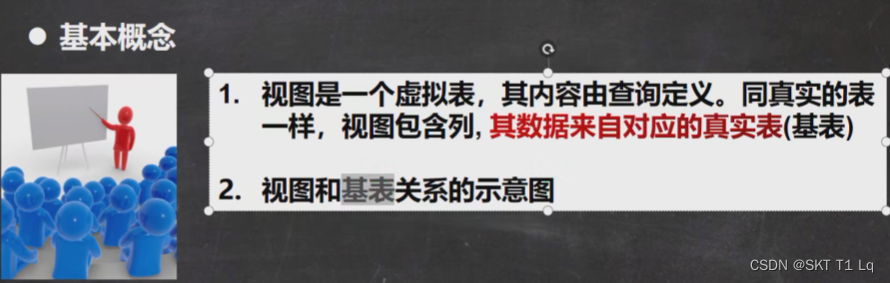 ● 基本概念
1. 视图是一个虚拟表，其内容由查询定义。同真实的表
一样，视图包含列, 其数据来自对应的真实表(基表)
2. 视图和基表关系的示意图
CSDN @SKT T1 Lq